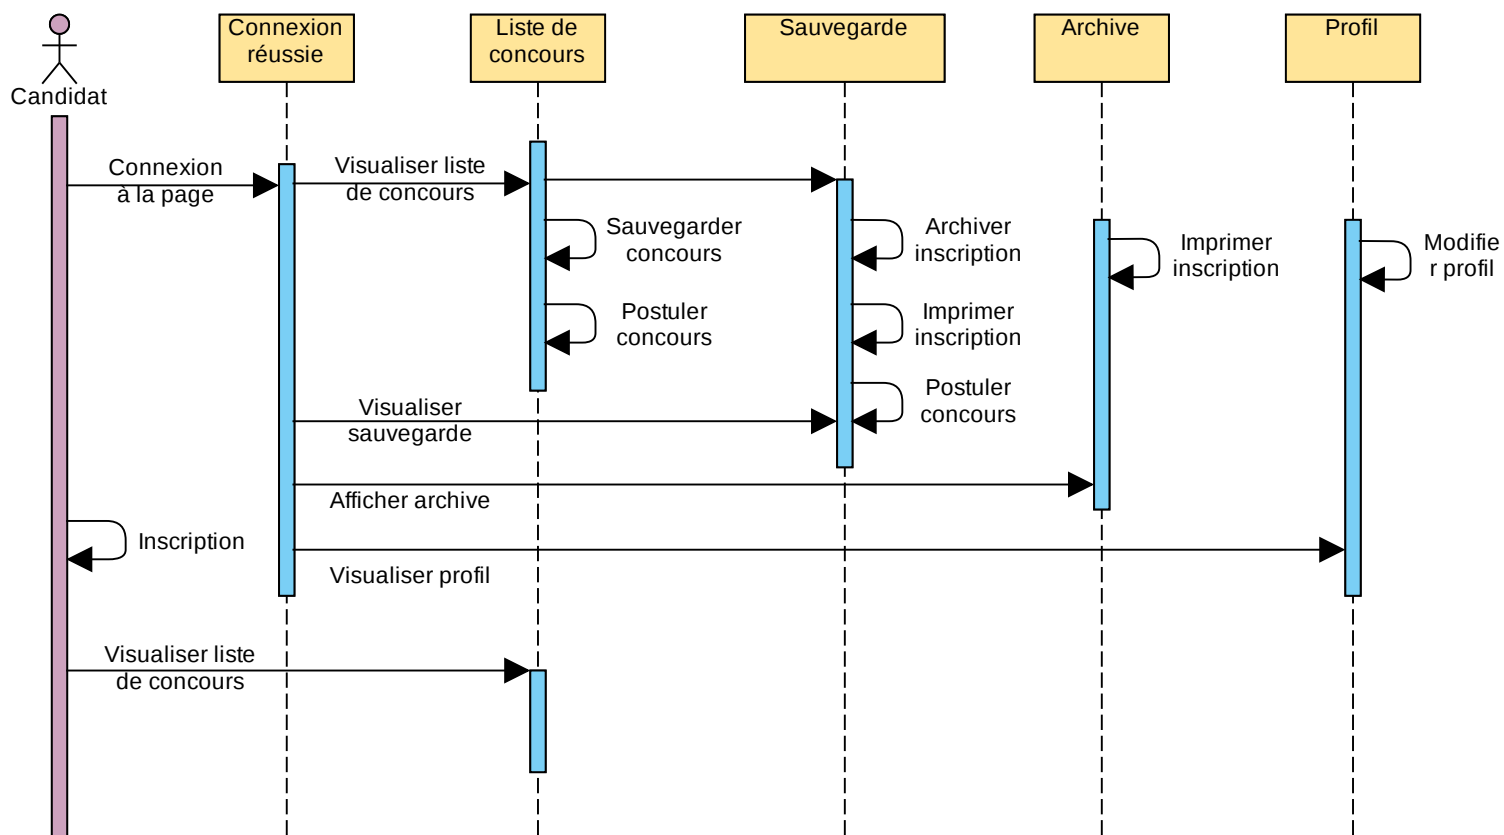 Connexion
réussie
Liste de
concours
Sauvegarde
Archive
Profil
Candidat
Connexion
à la page
Visualiser liste
de concours
Sauvegarder
concours
Archiver
inscription
Imprimer
inscription
Modifie
r profil
Postuler
concours
Imprimer
inscription
Postuler
concours
Visualiser
sauvegarde
Afficher archive
Inscription
Visualiser profil
Visualiser liste
de concours